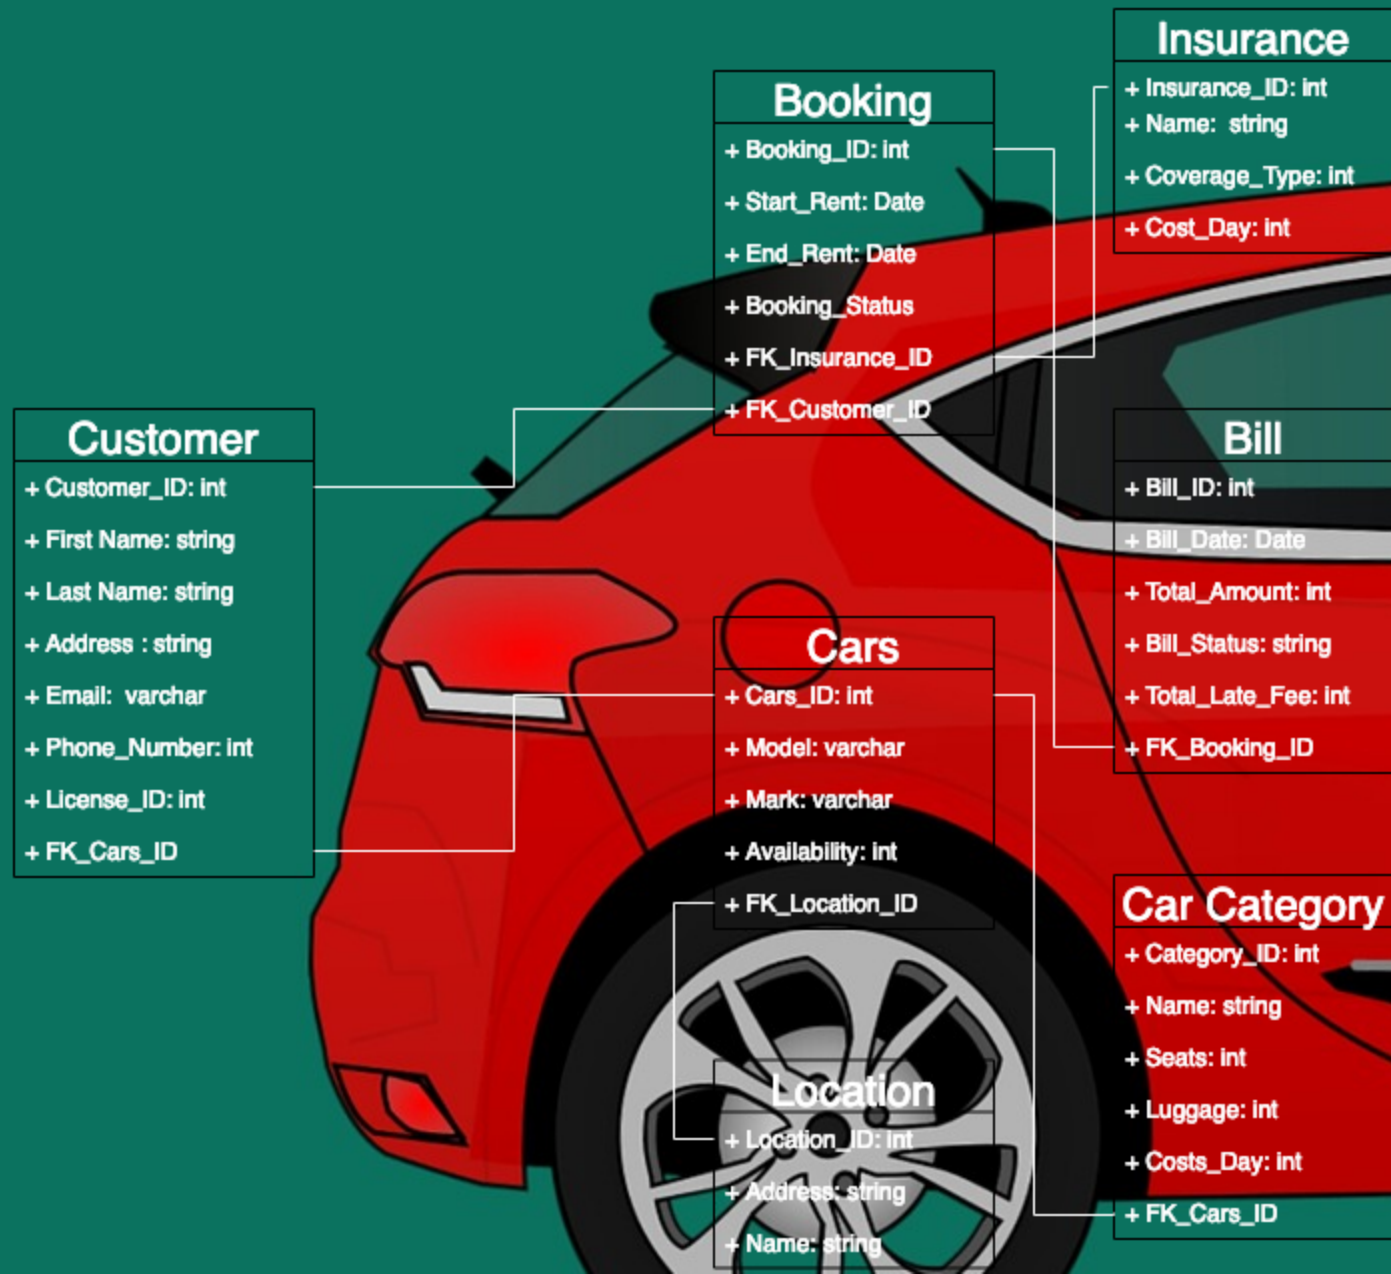 Insurance
+ Insurance_ID: int
+ Name: string
+ Coverage_Type: int
+ Cost_Day: int
Booking
+ Booking_ID: int
+ Start_Rent: Date
+ End_Rent: Date
+ Booking_Status
+ FK_Insurance_ID
+ FK_Customer_ID
Customer
+ Customer_ID: int
+ First Name: string
+ Last Name: string
+ Address : string
+ Email: varchar
+ Phone_Number: int
+ License_ID: int
+ FK_Cars_ID
Bill
+ Bill_ID: int
+ Bill_Date: Date
+ Total_Amount: int
+ Bill_Status: string
+ Total_Late_Fee: int
+ FK_Booking_ID
Cars
+ Cars_ID: int
+ Model: varchar
+ Mark: varchar
+ Availability: int
+ FK_Location_ID
Car Category
+ Category_ID: int
+ Name: string
+ Seats: int
+ Luggage: int
+ Costs_Day: int
+ FK_Cars_ID
Location
+ Location_ID: int
+ Address: string
+ Name: string